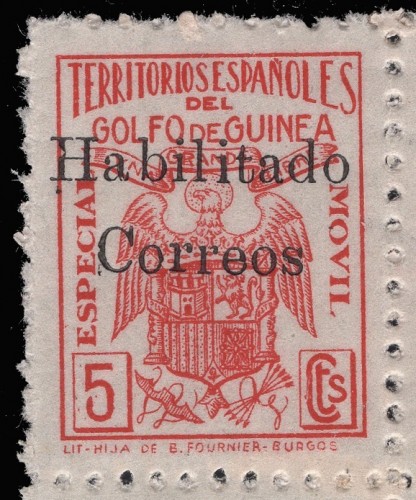 TERRITORIOS ESPAÑOLES
DEL
GOLFO DE GUINEA
Habilitado
Correos
ESPECIAL
MOVIL
5
Cts
LIT-HIJA DE B. FOURNIER-BURGOS